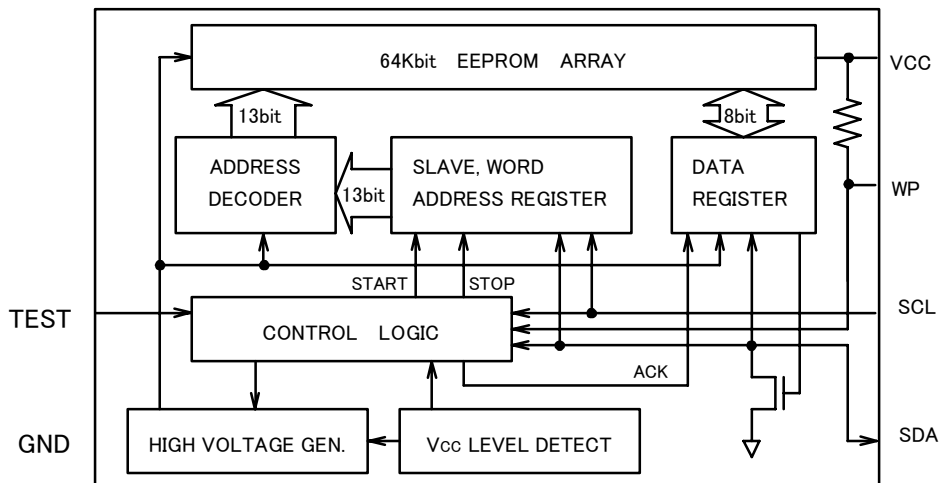 64Kbit EEPROM ARRAY
VCC
13bit
8bit
ADDRESS
DECODER
13bit
SLAVE, WORD
ADDRESS REGISTER
DATA
REGISTER
WP
START
STOP
TEST
CONTROL LOGIC
SCL
ACK
GND
HIGH VOLTAGE GEN.
Vcc LEVEL DETECT
SDA